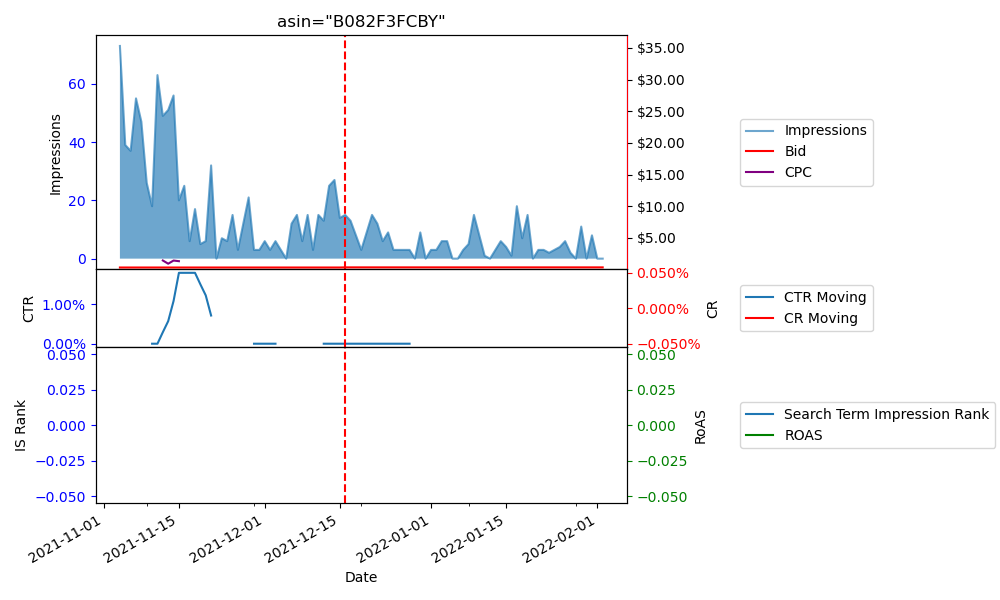 asin="B082F3FCBY"
60
40
20
0
Impressions
$35.00
$30.00
$25.00
$20.00
$15.00
$10.00
$5.00
Impressions
Bid
CPC
1.00%
0.00%
CTR
0.050%
0.000%
−0.050%
CR
CTR Moving
CR Moving
0.050
0.025
0.000
−0.025
−0.050
IS Rank
0.050
0.025
0.000
−0.025
−0.050
RoAS
Search Term Impression Rank
ROAS
2021-11-01
2021-11-15
2021-12-01
2021-12-15
2022-01-01
2022-01-15
2022-02-01
Date